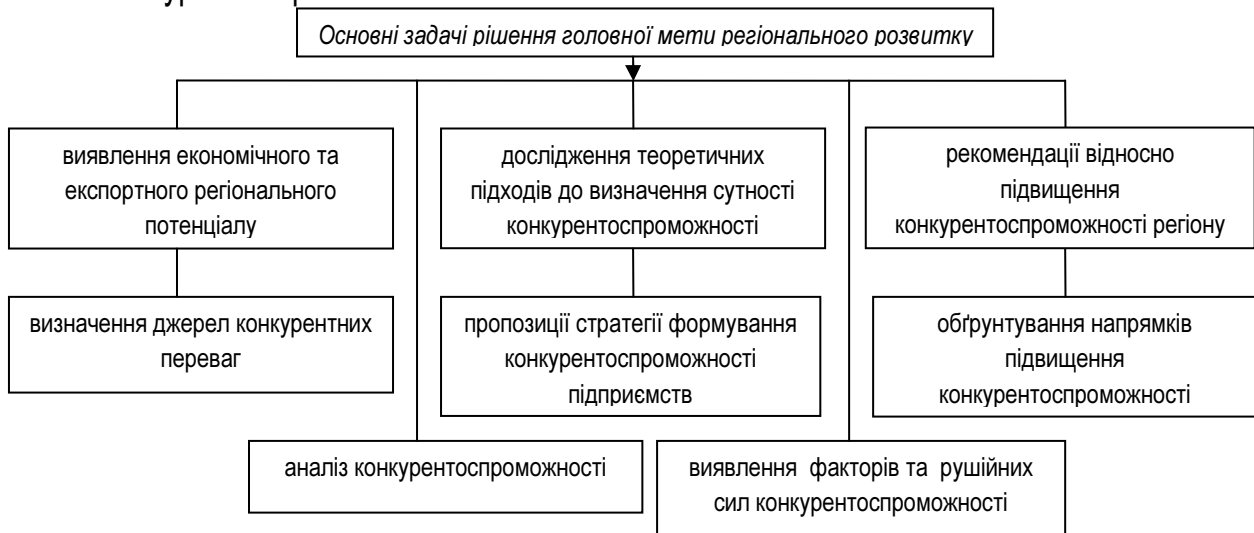 Основні задачі рішення головної мети регіонального розвитку
виявлення економічного та
експортного регіонального
потенціалу
дослідження теоретичних
підходів до визначення сутності
конкурентоспроможності
рекомендації відносно
підвищення
конкурентоспроможності регіону
визначення джерел конкурентних
переваг
пропозиції стратегії формування
конкурентоспроможності
підприємств
обґрунтування напрямків
підвищення
конкурентоспроможності
аналіз конкурентоспроможності
виявлення факторів та рушійних
сил конкурентоспроможності